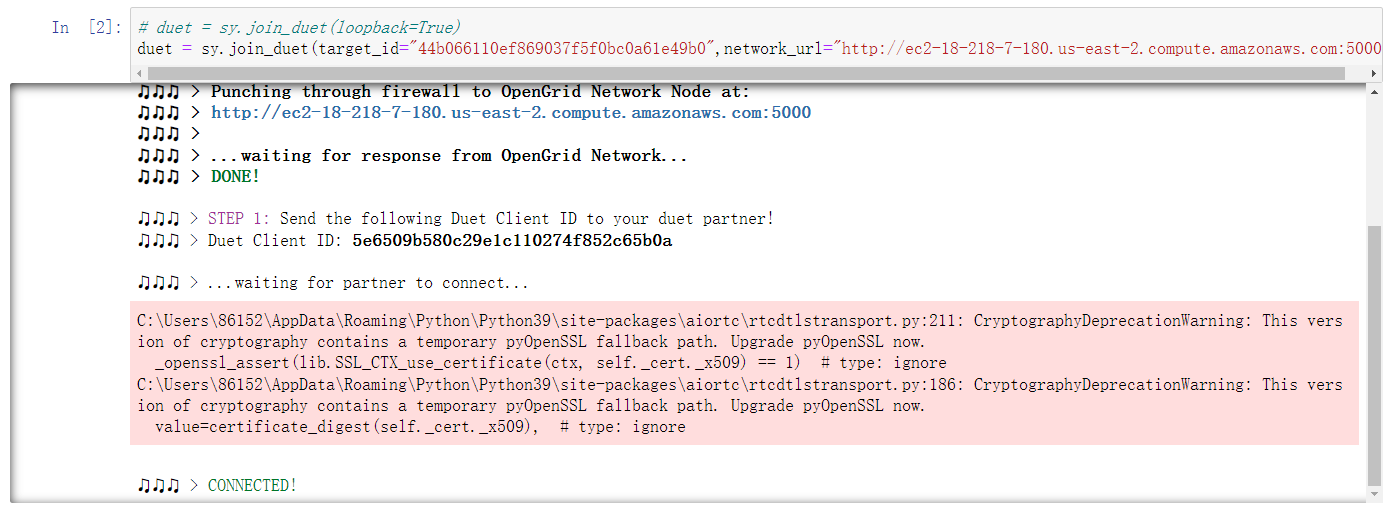 In [2]:
# duet = sy.join_duet(loopback=True)
duet = sy.join_duet(target_id="44b066110ef869037f5f0bc0a61e49b0",network_url="http://ec2-18-218-7-180.us-east-2.compute.amazonaws.com:5000
♫♫♫ > Punching through firewall to OpenGrid Network Node at:
♫♫♫ > http://ec2-18-218-7-180.us-east-2.compute.amazonaws.com:5000
♫♫♫ >
♫♫♫ > ...waiting for response from OpenGrid Network...
♫♫♫ > DONE!
♫♫♫ > STEP 1: Send the following Duet Client ID to your duet partner!
♫♫♫ > Duet Client ID: 5e6509b580c29e1c110274f852c65b0a
♫♫♫ > ...waiting for partner to connect...
C:\Users\86152\AppData\Roaming\Python\Python39\site-packages\aiortc\rtcdtlstransport.py:211: CryptographyDeprecationWarning: This vers
ion of cryptography contains a temporary pyOpenSSL fallback path. Upgrade pyOpenSSL now.
_openssl_assert(lib.SSL_CTX_use_certificate(ctx, self._cert._x509) == 1)  # type: ignore
C:\Users\86152\AppData\Roaming\Python\Python39\site-packages\aiortc\rtcdtlstransport.py:186: CryptographyDeprecationWarning: This vers
ion of cryptography contains a temporary pyOpenSSL fallback path. Upgrade pyOpenSSL now.
value=certificate_digest(self._cert._x509),  # type: ignore
♫♫♫ > CONNECTED!